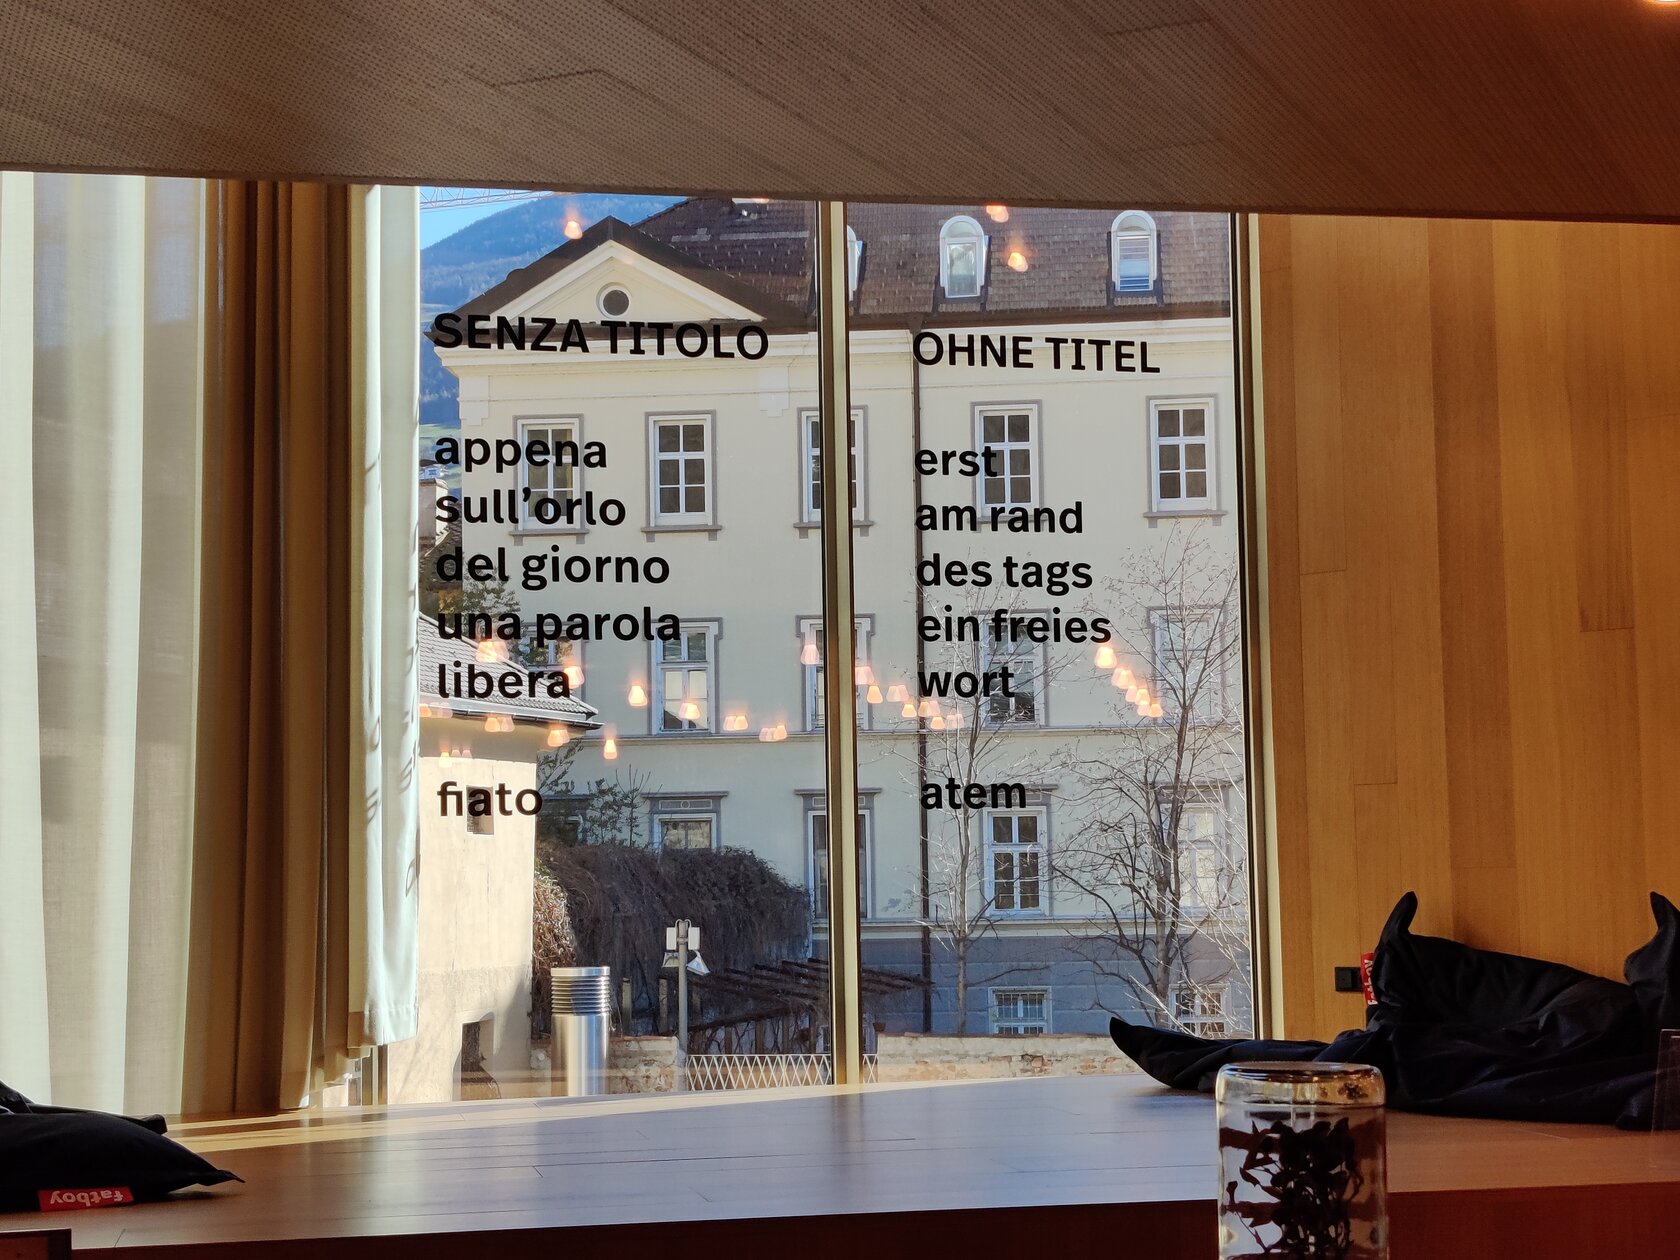 SENZA TITOLO
appena
sull’orlo
del giorno
una parola
libera
fiato
OHNE TITEL
erst
am rand
des tags
ein freies
wort
atem
fatboy
fatboy